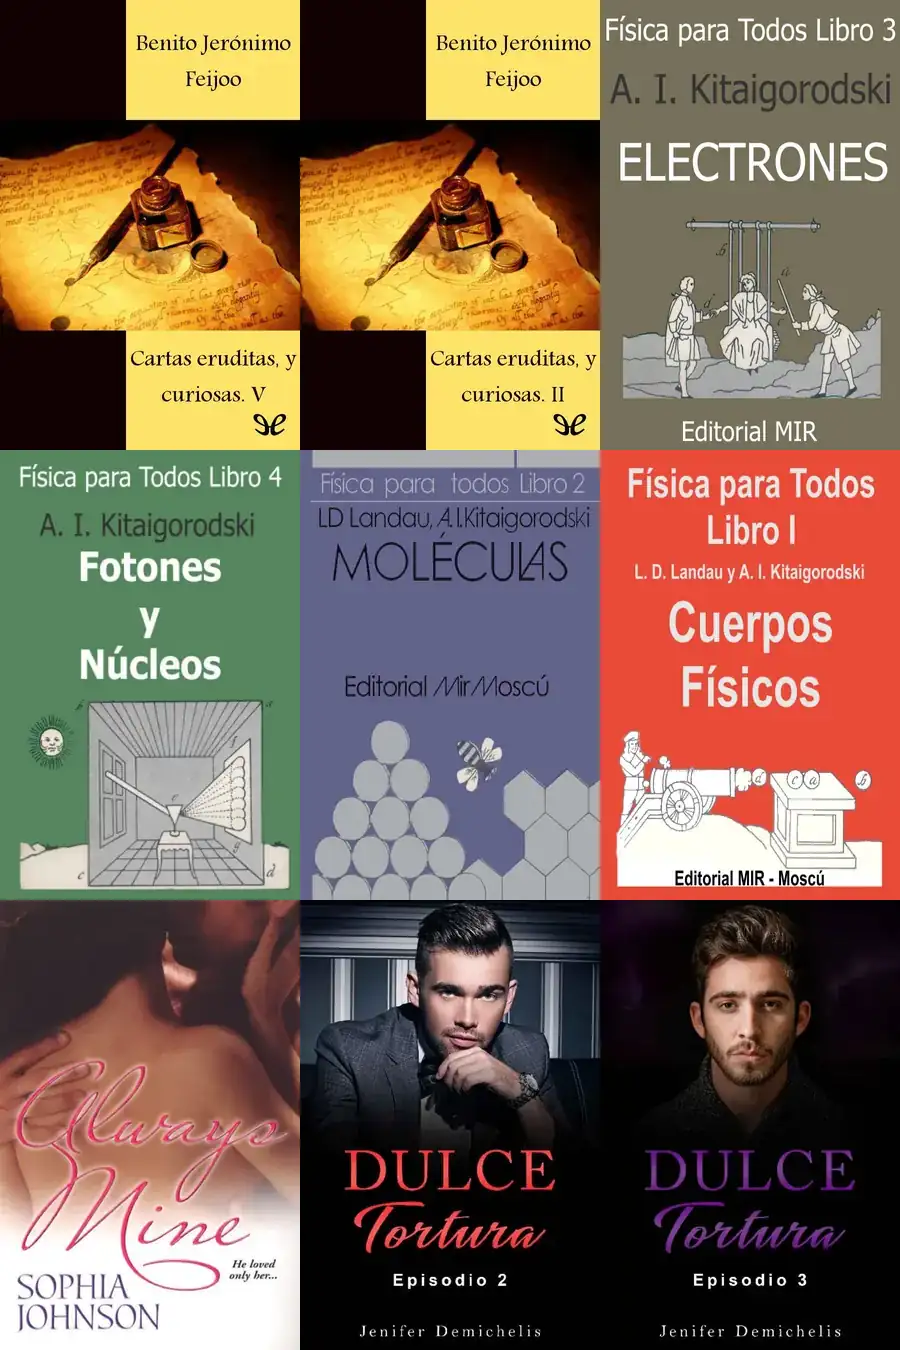 Benito Jerónimo
Feijoo
Cartas eruditas, y
curiosas. V
Benito Jerónimo
Feijoo
Cartas eruditas, y
curiosas. II
Física para Todos Libro 3
A. I. Kitaigorodski
ELECTRONES
Editorial MIR
Física para Todos Libro 4
A. I. Kitaigorodski
Fotones
y
Núcleos
Física para todos Libro 2
LD Landau, A.I.Kitaigorodski
MOLÉCULAS
Editorial Mir Moscú
Física para Todos
Libro I
L. D. Landau y A. I. Kitaigorodski
Cuerpos
Físicos
Editorial MIR - Moscú
Always
Mine
He loved
only her...
SOPHIA
JOHNSON
DULCE
Tortura
Episodio 2
Jenifer Demichelis
DULCE
Tortura
Episodio 3
Jenifer Demichelis